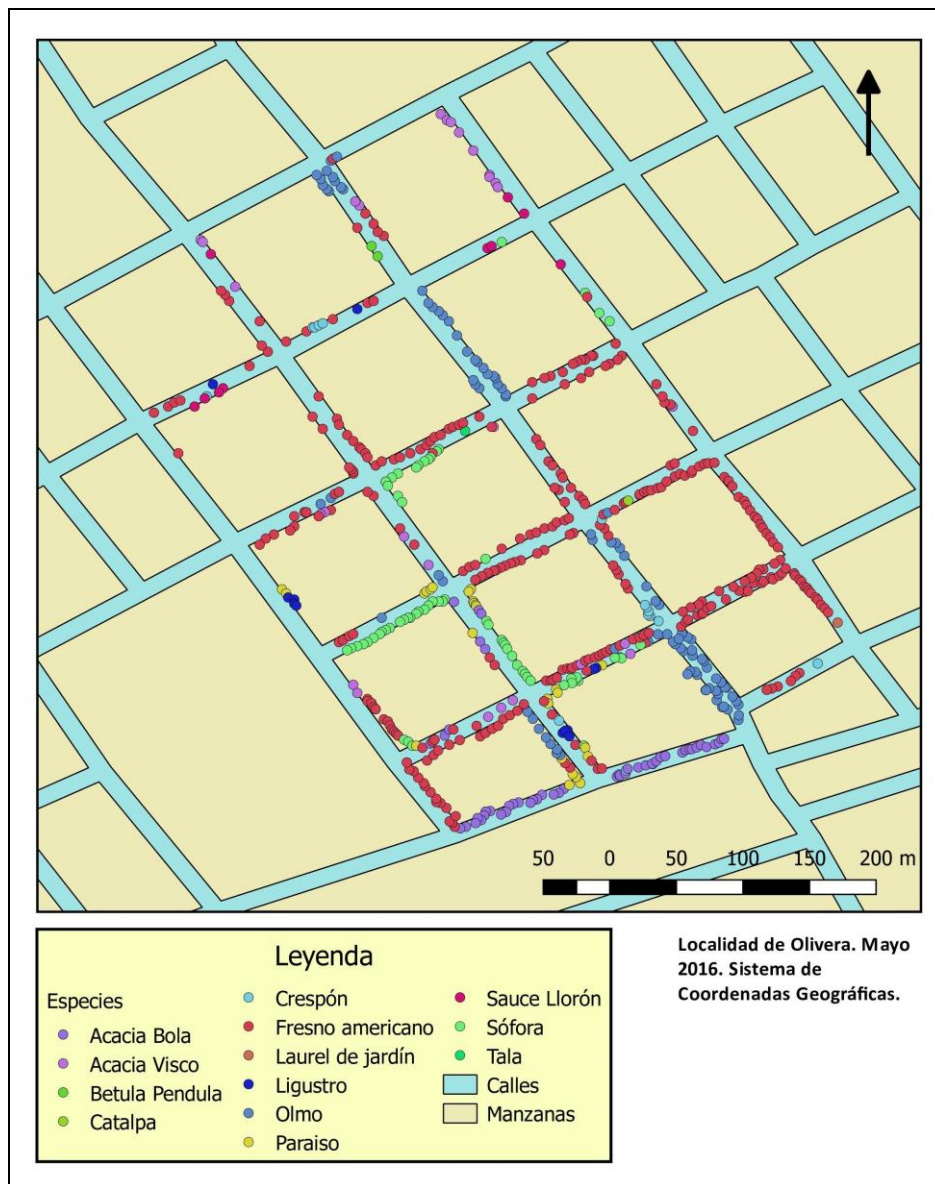 50 0 50 100 150 200 m
Leyenda
Especies
Acacia Bola
Acacia Visco
Betula Pendula
Catalpa
Crespón
Fresno americano
Laurel de jardín
Ligustro
Olmo
Paraiso
Sauce Llorón
Sófora
Tala
Calles
Manzanas
Localidad de Olivera. Mayo
2016. Sistema de
Coordenadas Geográficas.